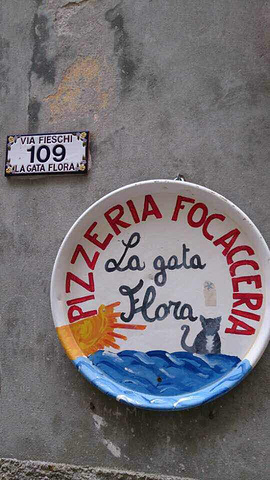 VIA FIESCHI
109
LA GATA FLORA
PIZZERIA FOCACCERIA
La gata
Flora